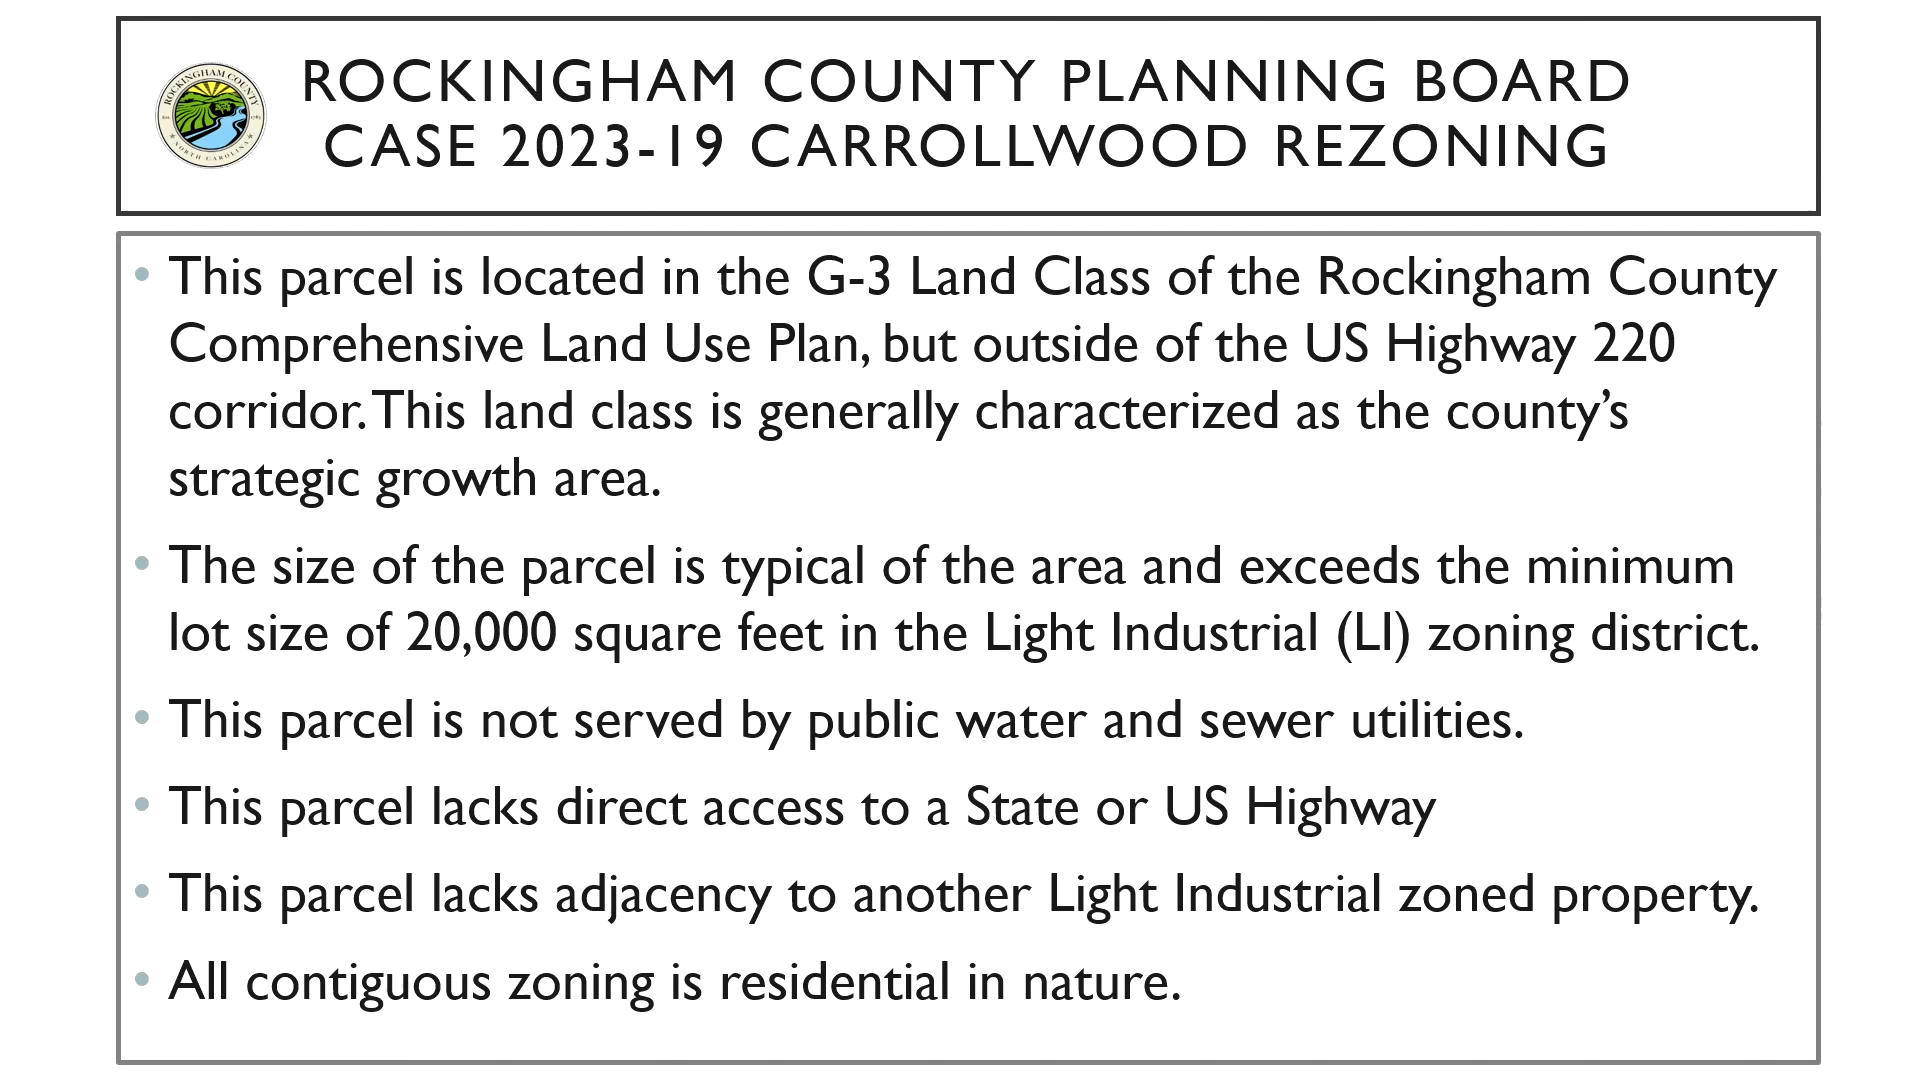 ROCKINGHAM COUNTY PLANNING BOARD
CASE 2023-19 CARROLLWOOD REZONING
ROCKINGHAM COUNTY
NORTH CAROLINA
• This parcel is located in the G-3 Land Class of the Rockingham County
Comprehensive Land Use Plan, but outside of the US Highway 220
corridor. This land class is generally characterized as the county’s
strategic growth area.
• The size of the parcel is typical of the area and exceeds the minimum
lot size of 20,000 square feet in the Light Industrial (LI) zoning district.
• This parcel is not served by public water and sewer utilities.
• This parcel lacks direct access to a State or US Highway
• This parcel lacks adjacency to another Light Industrial zoned property.
• All contiguous zoning is residential in nature.